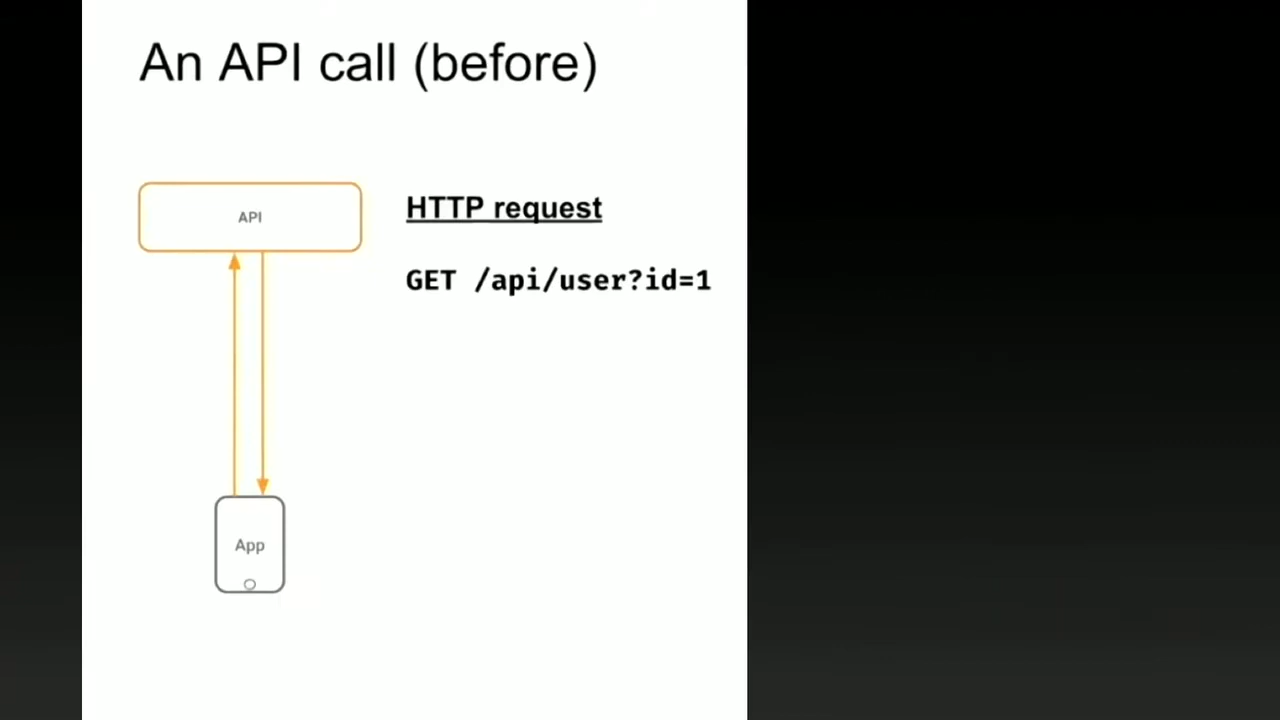 An API call (before)
API
HTTP request
GET /api/user?id=1
App